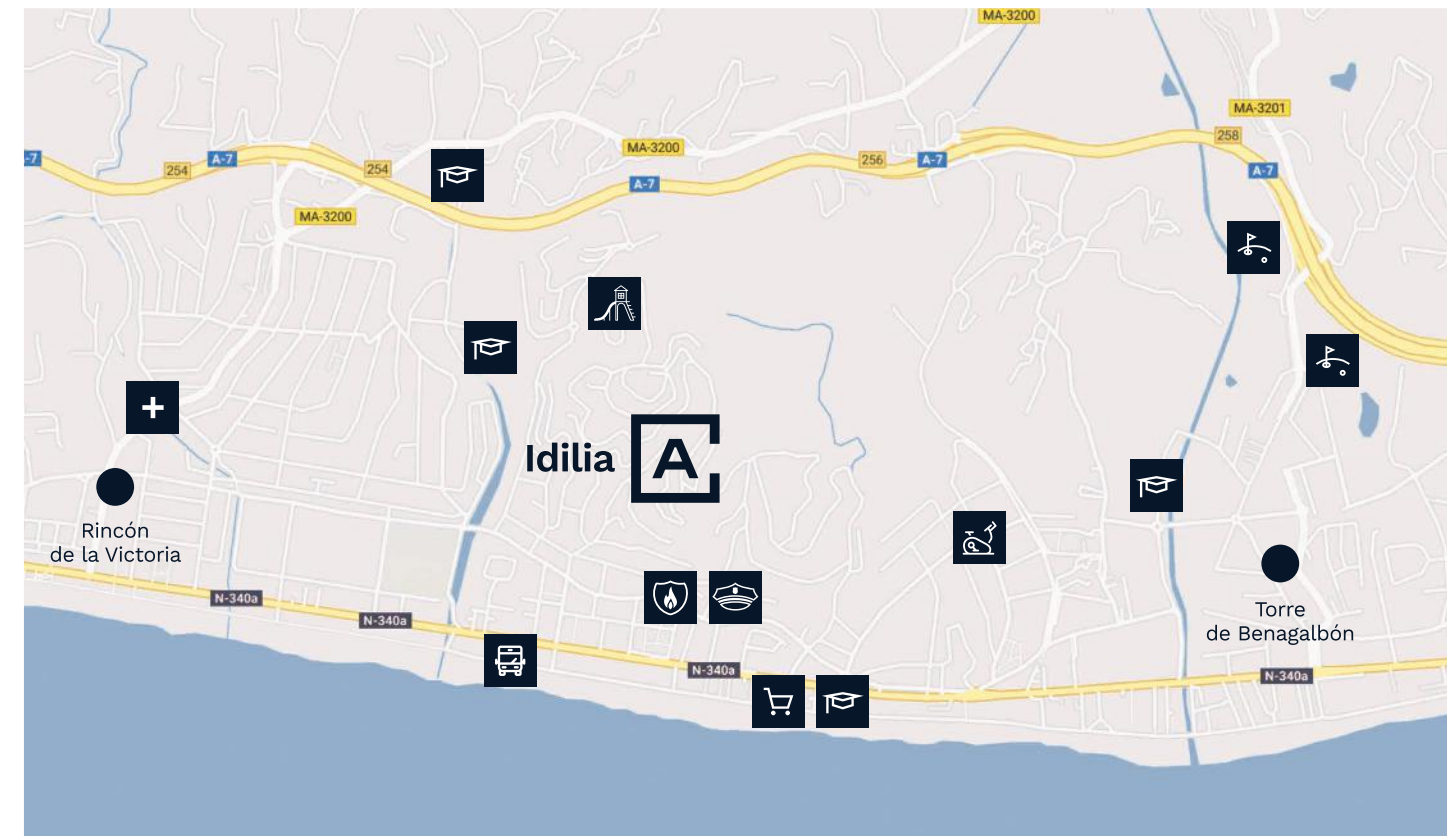 MA-3200
MA-3201
258
-7
A-7
254
254
MA-3200
256
A-7
A-7
A-7
MA-3200
Idilia A
Rincón
de la Victoria
N-340a
N-340a
Torre
de Benagalbón
N-340a
N-340a